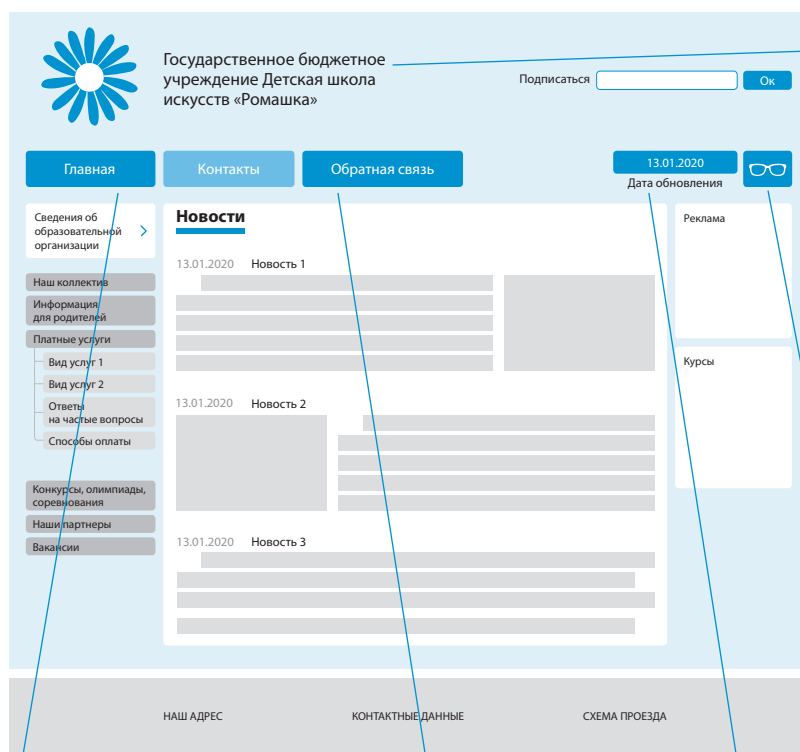 Государственное бюджетное
учреждение Детская школа
искусств «Ромашка»
Подписаться
Ок
Главная
Контакты
Обратная связь
13.01.2020
Дата обновления
Сведения об
образовательной
организации
Наш коллектив
Информация
для родителей
Платные услуги
Вид услуг 1
Вид услуг 2
Ответы
на частые вопросы
Способы оплаты
Конкурсы, олимпиады,
соревнования
Наши партнеры
Вакансии
Новости
13.01.2020 Новость 1
13.01.2020 Новость 2
13.01.2020 Новость 3
Реклама
Курсы
НАШ АДРЕС
КОНТАКТНЫЕ ДАННЫЕ
СХЕМА ПРОЕЗДА